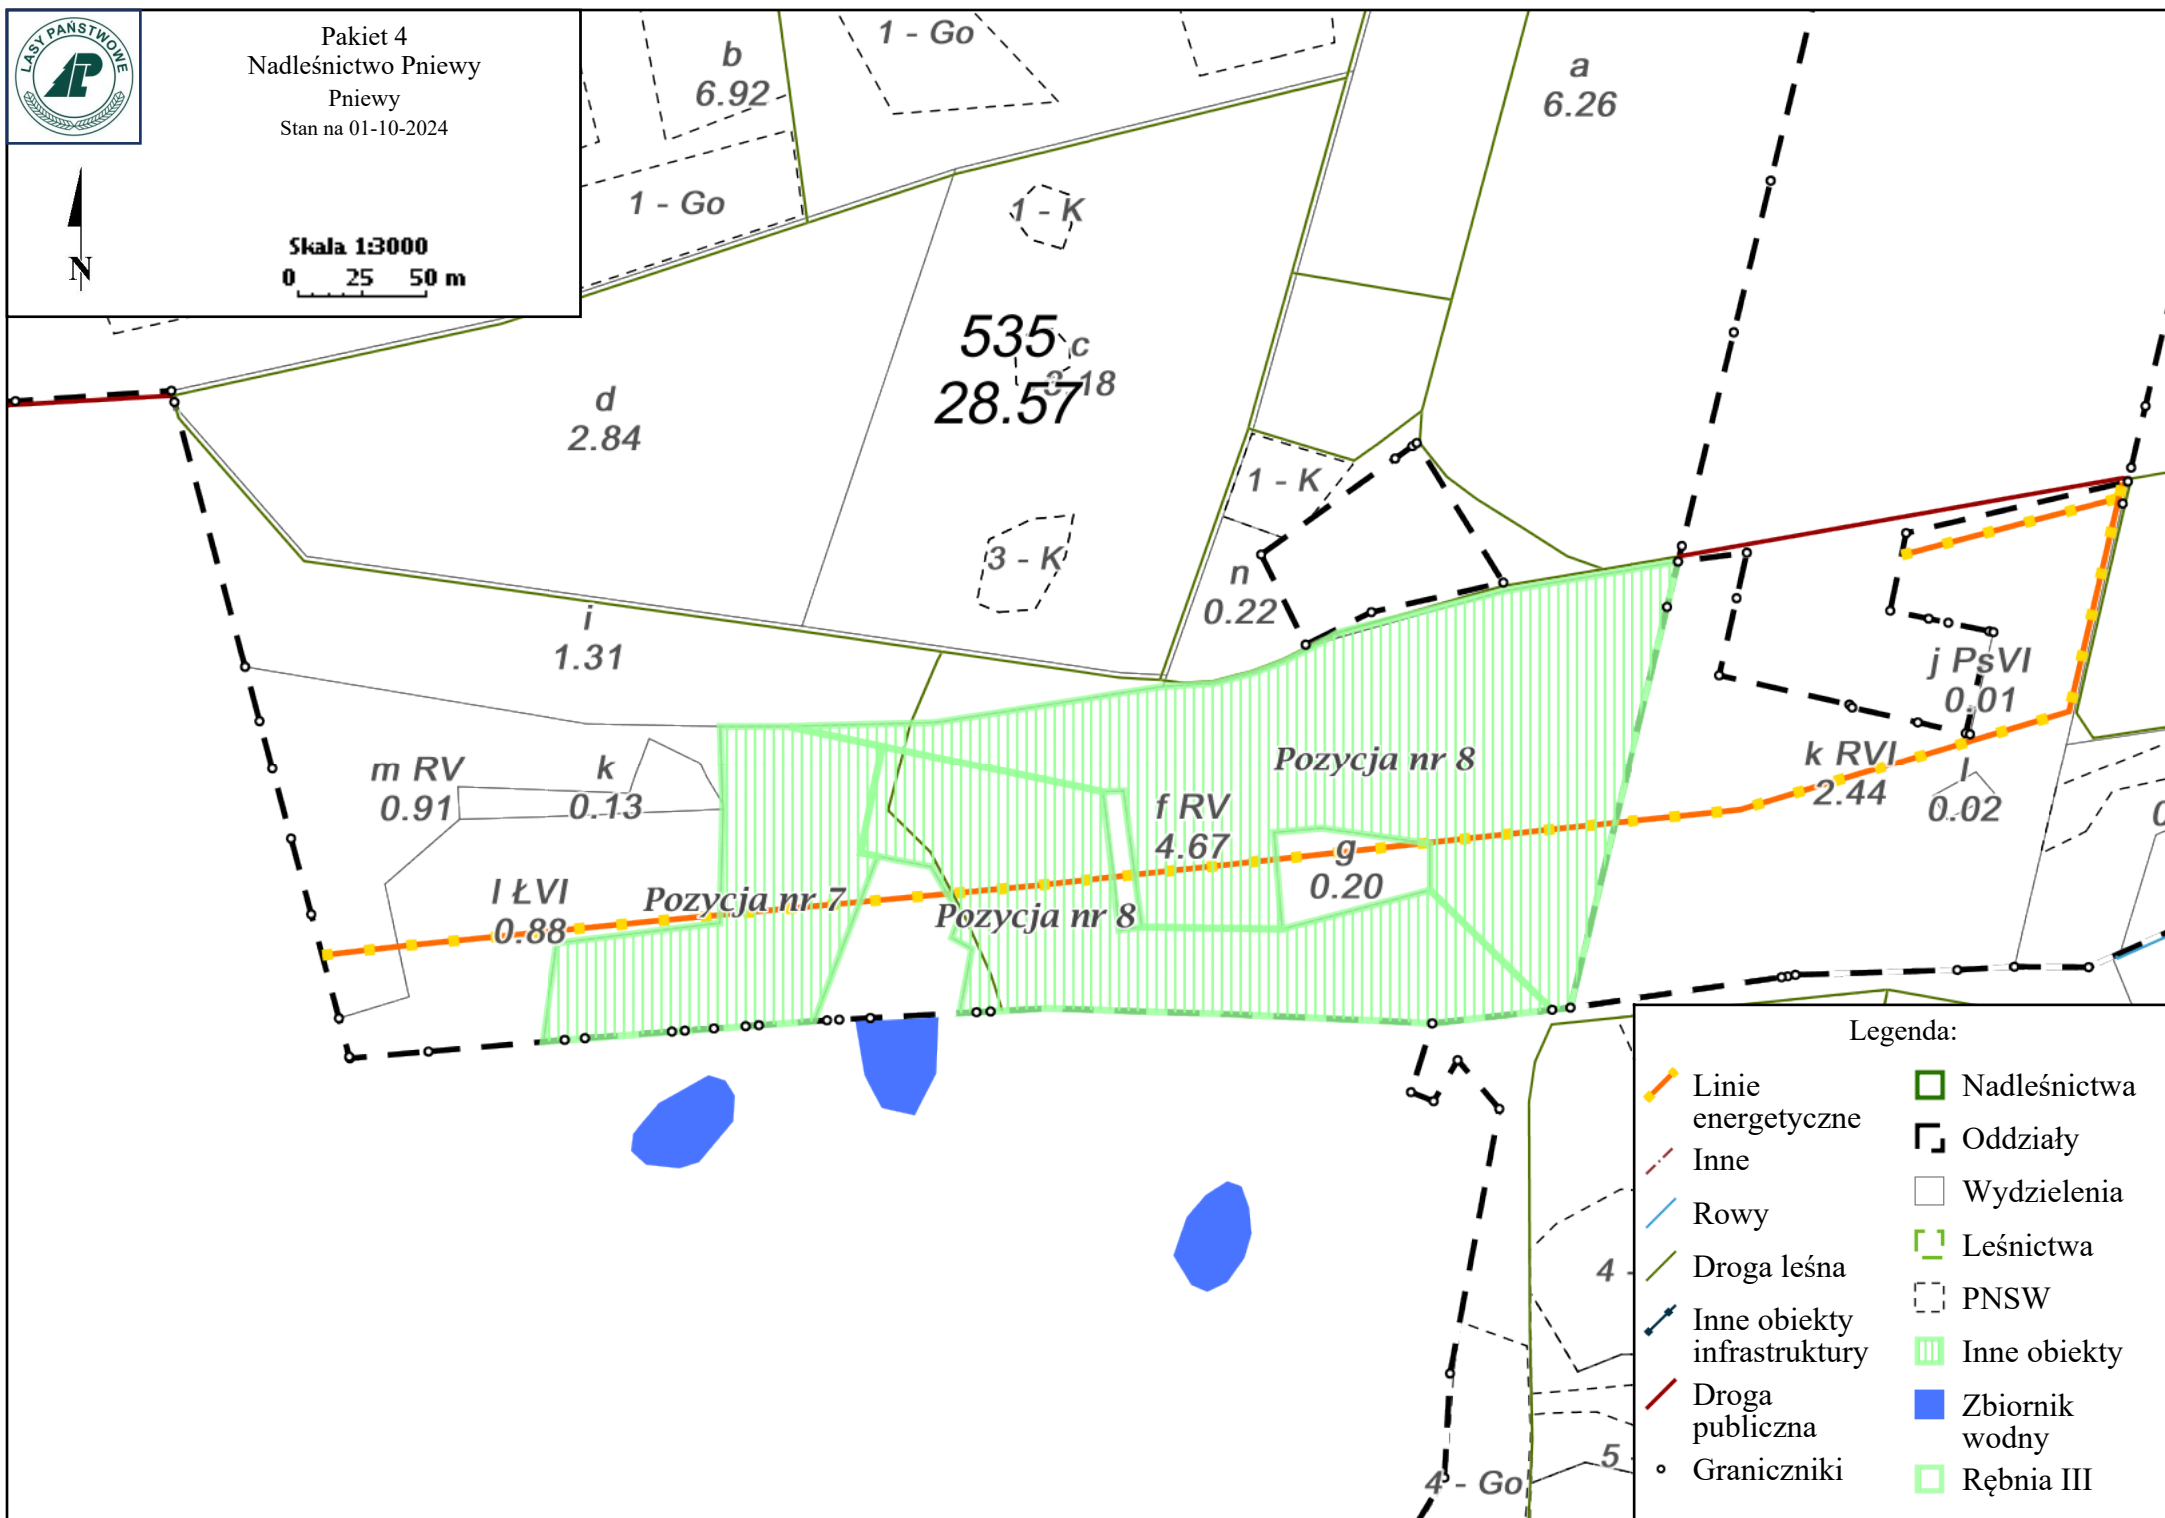 LASY PAŃSTWOWE
Pakiet 4
Nadleśnictwo Pniewy
Pniewy
Stan na 01-10-2024
N
Skala 1:3000
0 25 50 m
b
6.92
1 - Go
a
6.26
1 - Go
1 - K
535
28.57
c
3.18
d
2.84
1 - K
3 - K
n
0.22
i
1.31
j PsVI
0.01
m RV
0.91
k
0.13
Pozycja nr 8
f RV
4.67
k RVI
2.44
l
0.02
g
0.20
l ŁVI
0.88
Pozycja nr 7
Pozycja nr 8
4 -
5
4 - Go
Legenda:
Linie
energetyczne
Inne
Rowy
Droga leśna
Inne obiekty
infrastruktury
Droga
publiczna
Graniczniki
Nadleśnictwa
Oddziały
Wydzielenia
Leśnictwa
PNSW
Inne obiekty
Zbiornik
wodny
Rębnia III